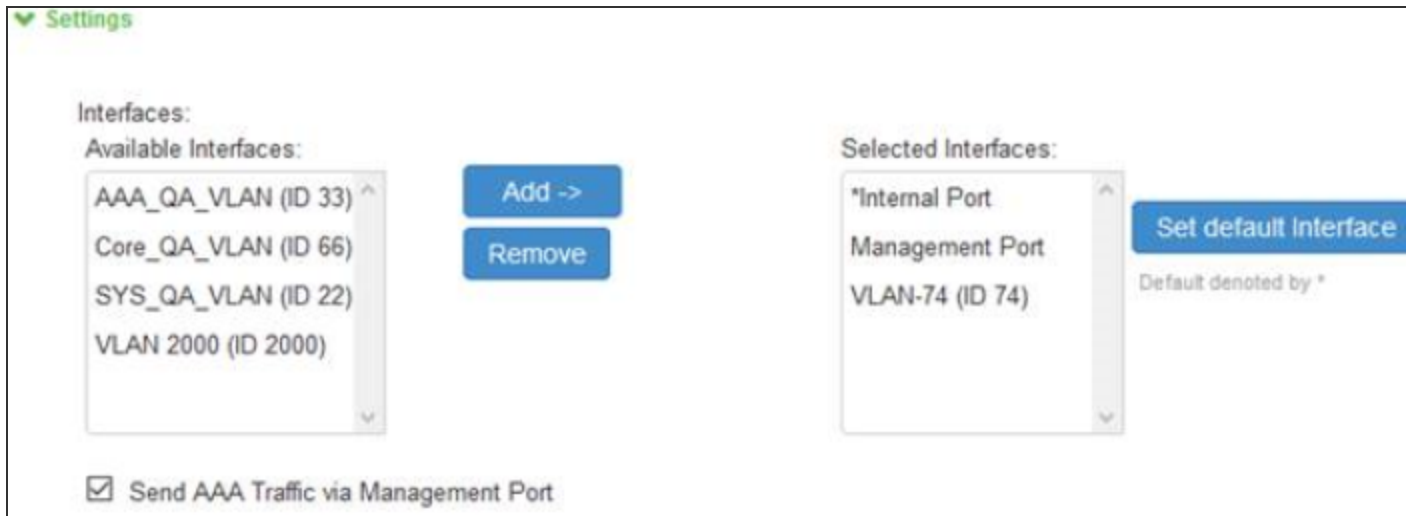 Settings
Interfaces:
Available Interfaces:
AAA_QA_VLAN (ID 33)
Core_QA_VLAN (ID 66)
SYS_QA_VLAN (ID 22)
VLAN 2000 (ID 2000)
Add ->
Remove
Selected Interfaces:
*Internal Port
Management Port
VLAN-74 (ID 74)
Set default Interface
Default denoted by *
Send AAA Traffic via Management Port